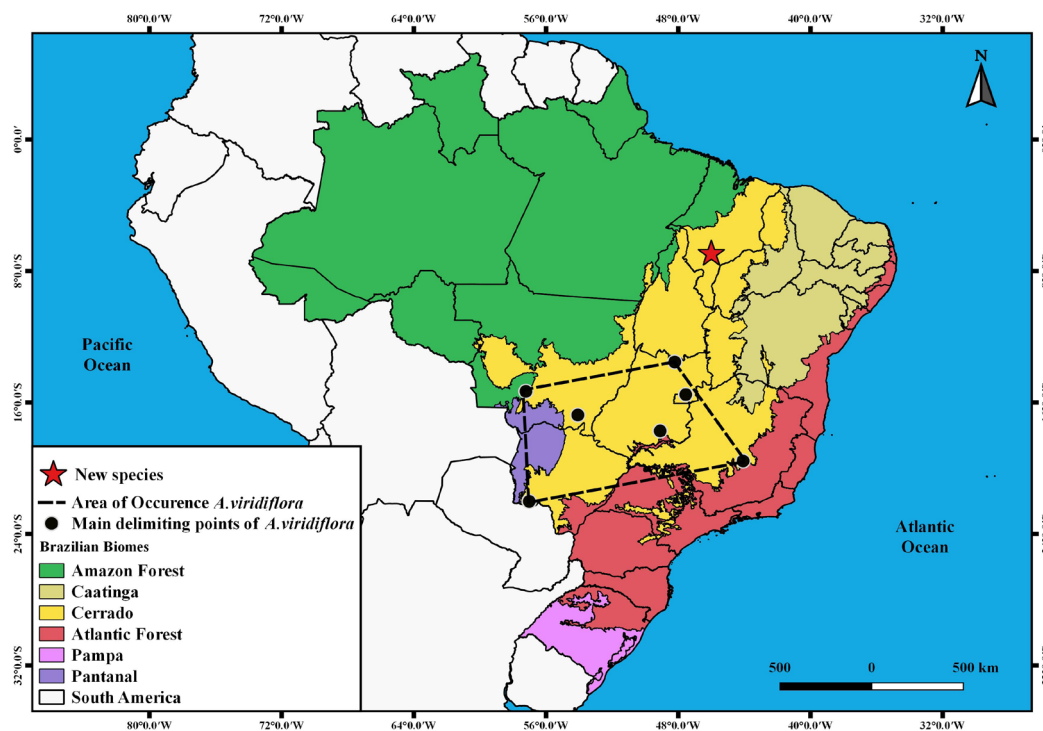 80°0.0'W 72°0.0'W 64°0.0'W 56°0.0'W 48°0.0'W 40°0.0'W 32°0.0'W
N
0°0.0'
8°0.0'S
Pacific
Ocean
16°0.0'S
New species
Area of Occurence A.viridiflora
Main delimiting points of A.viridiflora
Atlantic
Ocean
24°0.0'S
Brazilian Biomes
Amazon Forest
Caatinga
Cerrado
Atlantic Forest
Pampa
Pantanal
South America
32°0.0'S
500 0 500 km
80°0.0'W 72°0.0'W 64°0.0'W 56°0.0'W 48°0.0'W 40°0.0'W 32°0.0'W